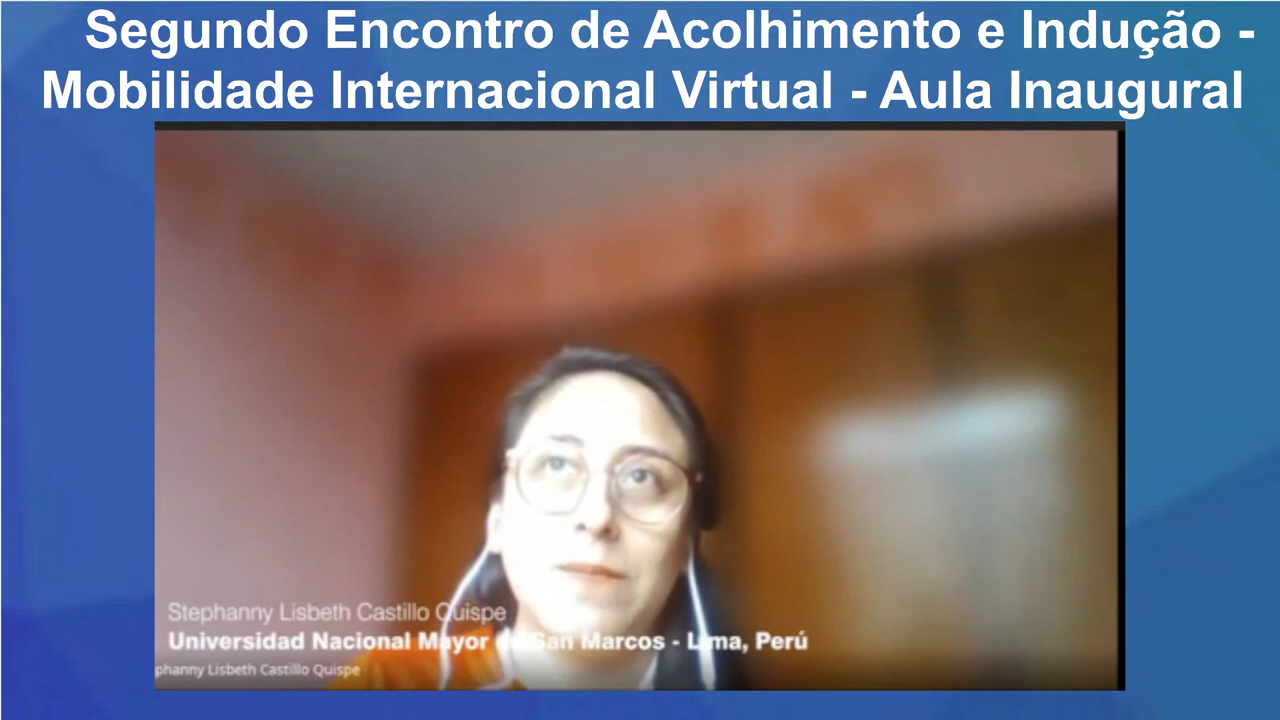 Segundo Encontro de Acolhimento e Indução -
Mobilidade Internacional Virtual - Aula Inaugural
Stephanny Lisbeth Castillo Quispe
Universidad Nacional Mayor de San Marcos - Lima, Perú
phanny Lisbeth Castillo Quispe